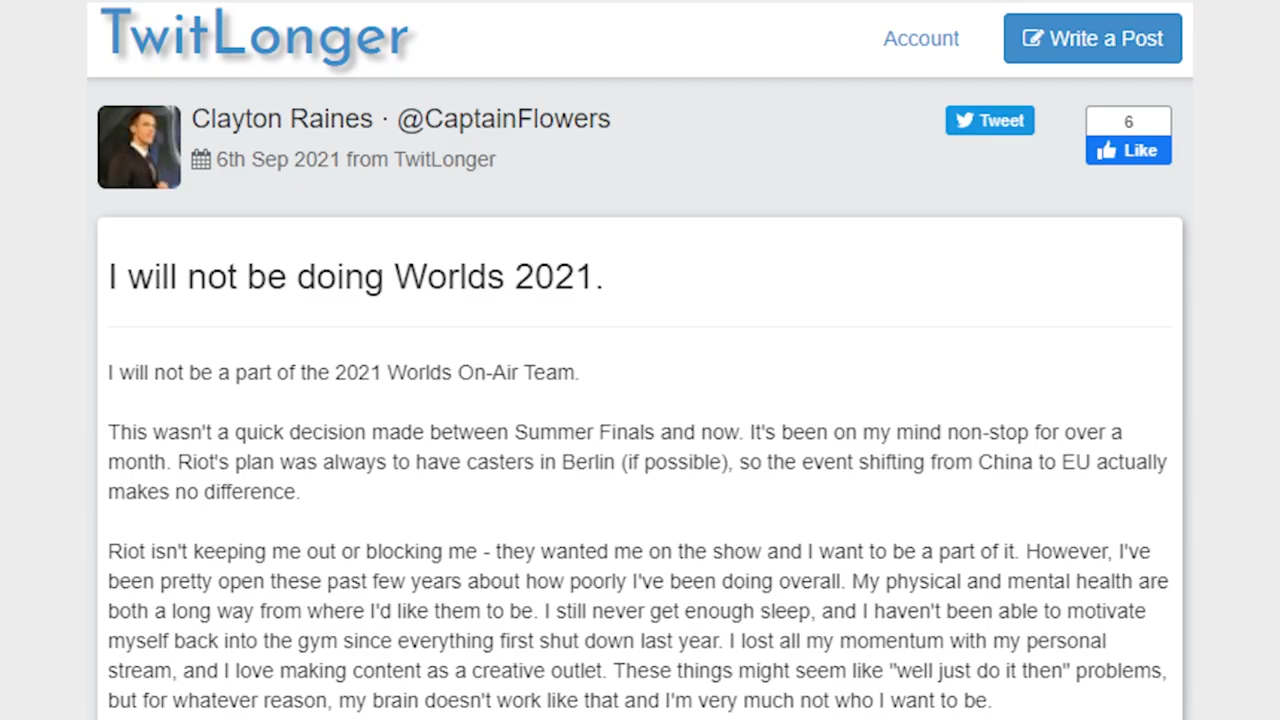 TwitLonger
Account
Write a Post
Clayton Raines · @CaptainFlowers
6th Sep 2021 from TwitLonger
Tweet
6
Like
I will not be doing Worlds 2021.
I will not be a part of the 2021 Worlds On-Air Team.
This wasn't a quick decision made between Summer Finals and now. It's been on my mind non-stop for over a
month. Riot's plan was always to have casters in Berlin (if possible), so the event shifting from China to EU actually
makes no difference.
Riot isn't keeping me out or blocking me - they wanted me on the show and I want to be a part of it. However, I've
been pretty open these past few years about how poorly I've been doing overall. My physical and mental health are
both a long way from where I'd like them to be. I still never get enough sleep, and I haven't been able to motivate
myself back into the gym since everything first shut down last year. I lost all my momentum with my personal
stream, and I love making content as a creative outlet. These things might seem like "well just do it then" problems,
but for whatever reason, my brain doesn't work like that and I'm very much not who I want to be.